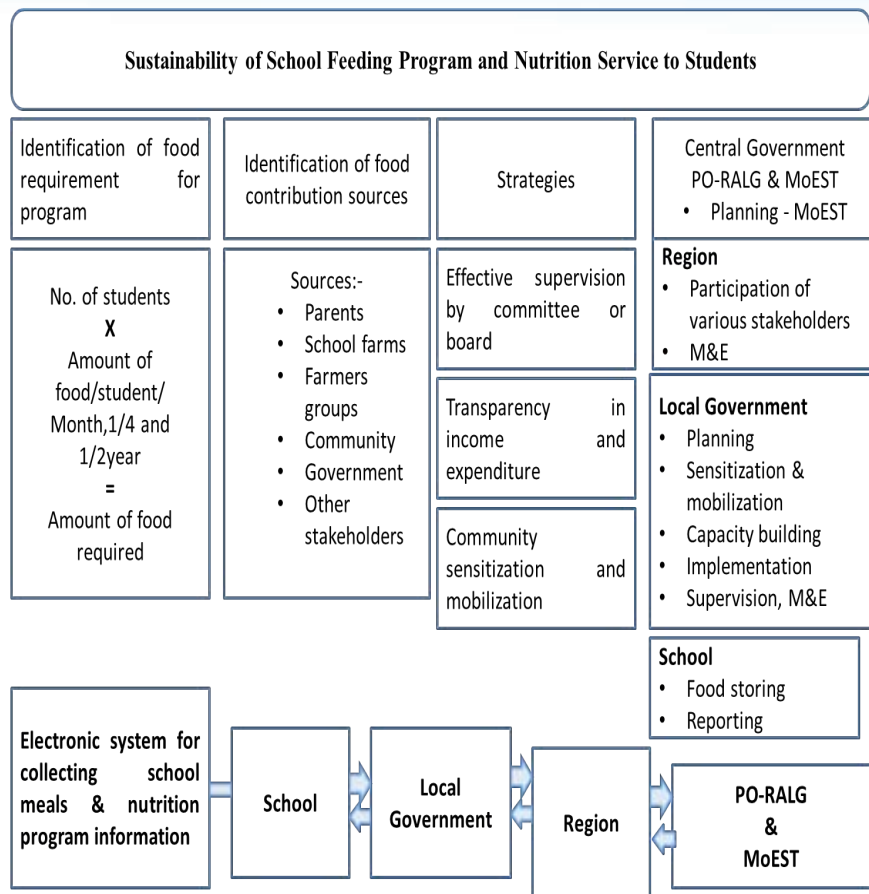 Sustainability of School Feeding Program and Nutrition Service to Students
Identification of food
requirement for
program
Identification of food
contribution sources
Strategies
Central Government
PO-RALG & MoEST
• Planning - MoEST
No. of students
X
Amount of
food/student/
Month,1/4 and
1/2year
=
Amount of food
required
Sources:-
• Parents
• School farms
• Farmers
groups
• Community
• Government
• Other
stakeholders
Effective supervision
by committee or
board
Transparency in
income and
expenditure
Community
sensitization and
mobilization
Region
• Participation of
various stakeholders
• M&E
Local Government
• Planning
• Sensitization &
mobilization
• Capacity building
• Implementation
• Supervision, M&E
School
• Food storing
• Reporting
Electronic system for
collecting school
meals & nutrition
program information
School
Local
Government
Region
PO-RALG
&
MoEST